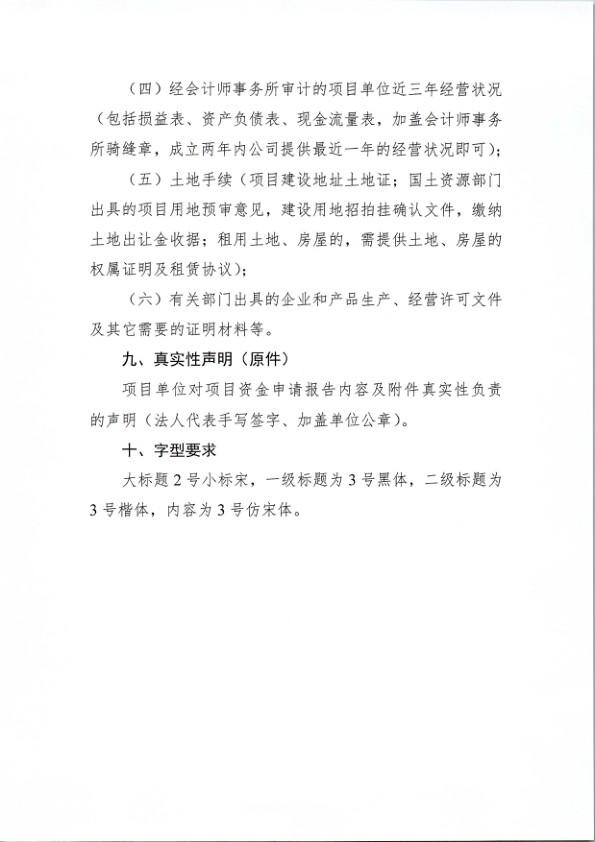 （四）经会计师事务所审计的项目单位近三年经营状况
（包括损益表、资产负债表、现金流量表，加盖会计师事务
所骑缝章，成立两年内公司提供最近一年的经营状况即可）；
（五）土地手续（项目建设地址土地证；国土资源部门
出具的项目用地预审意见，建设用地招拍挂确认文件，缴纳
土地出让金收据；租用土地、房屋的，需提供土地、房屋的
权属证明及租赁协议）；
（六）有关部门出具的企业和产品生产、经营许可文件
及其它需要的证明材料等。
九、真实性声明（原件）
项目单位对项目资金申请报告内容及附件真实性负责
的声明（法人代表手写签字、加盖单位公章）。
十、字型要求
大标题 2 号小标宋，一级标题为 3 号黑体，二级标题为
3 号楷体，内容为 3 号仿宋体。